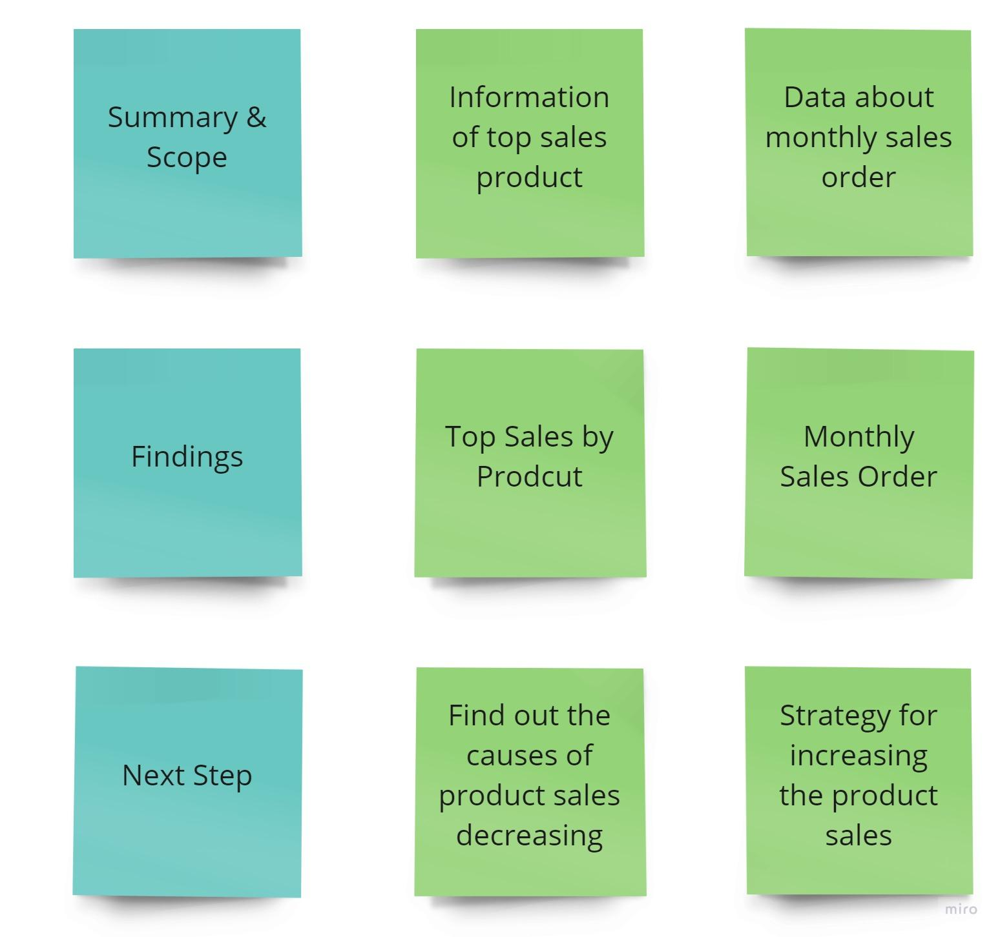 Summary &
Scope
Information
of top sales
product
Data about
monthly sales
order
Findings
Top Sales by
Prodcut
Monthly
Sales Order
Next Step
Find out the
causes of
product sales
decreasing
Strategy for
increasing
the product
sales
miro